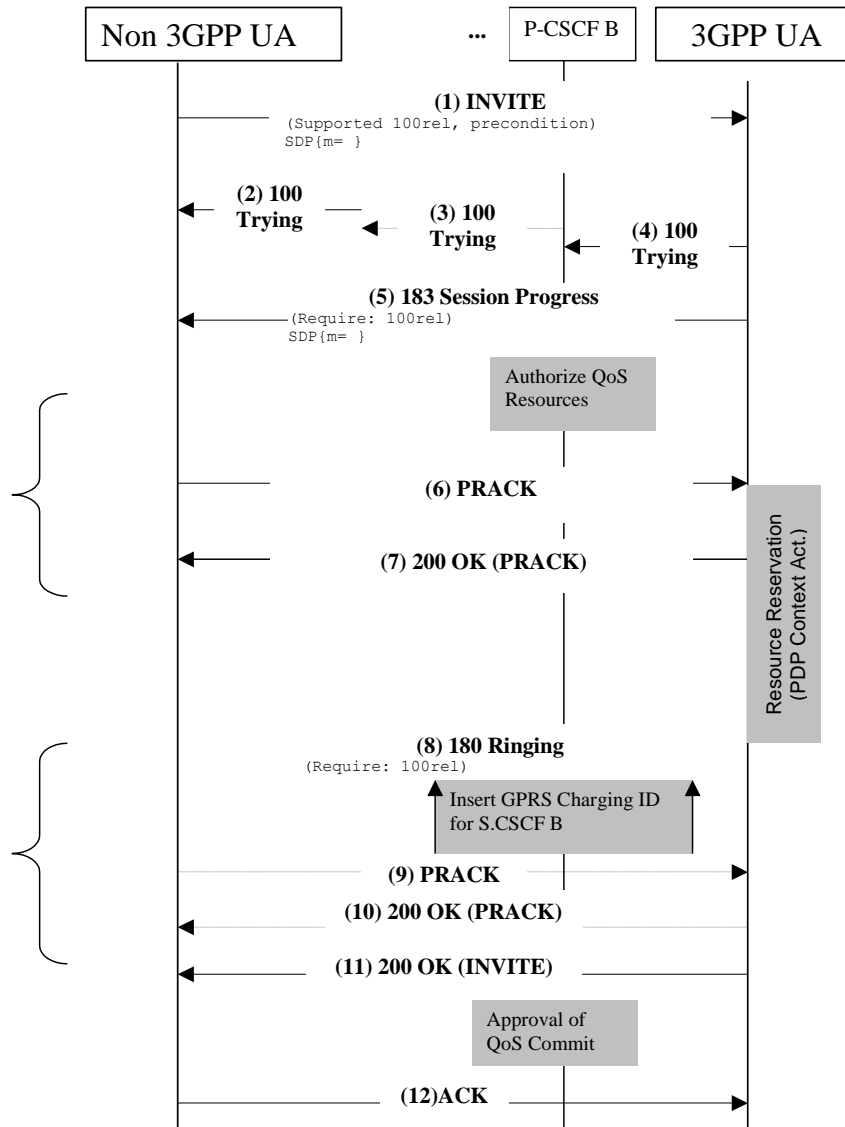 Non 3GPP UA
...
P-CSCF B
3GPP UA
(1) INVITE
(Supported 100rel, precondition)
SDP{m= }
(2) 100
Trying
(3) 100
Trying
(4) 100
Trying
(5) 183 Session Progress
(Require: 100rel)
SDP{m= }
Authorize QoS
Resources
(6) PRACK
(7) 200 OK (PRACK)
Resource Reservation
(PDP Context Act.)
(8) 180 Ringing
(Require: 100rel)
Insert GPRS Charging ID
for S.CSCF B
(9) PRACK
(10) 200 OK (PRACK)
(11) 200 OK (INVITE)
Approval of
QoS Commit
(12)ACK